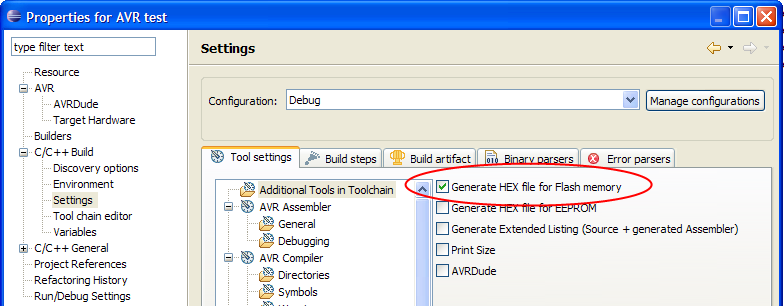 Properties for AVR test
type filter text
Resource
AVR
AVRDude
Target Hardware
Builders
C/C++ Build
Discovery options
Environment
Settings
Tool chain editor
Variables
C/C++ General
Project References
Refactoring History
Run/Debug Settings
Settings
Configuration: Debug
Manage configurations
Tool settings Build steps Build artifact Binary parsers Error parsers
Additional Tools in Toolchain
AVR Assembler
General
Debugging
AVR Compiler
Directories
Symbols
Generate HEX file for Flash memory
Generate HEX file for EEPROM
Generate Extended Listing (Source + generated Assembler)
Print Size
AVRDude